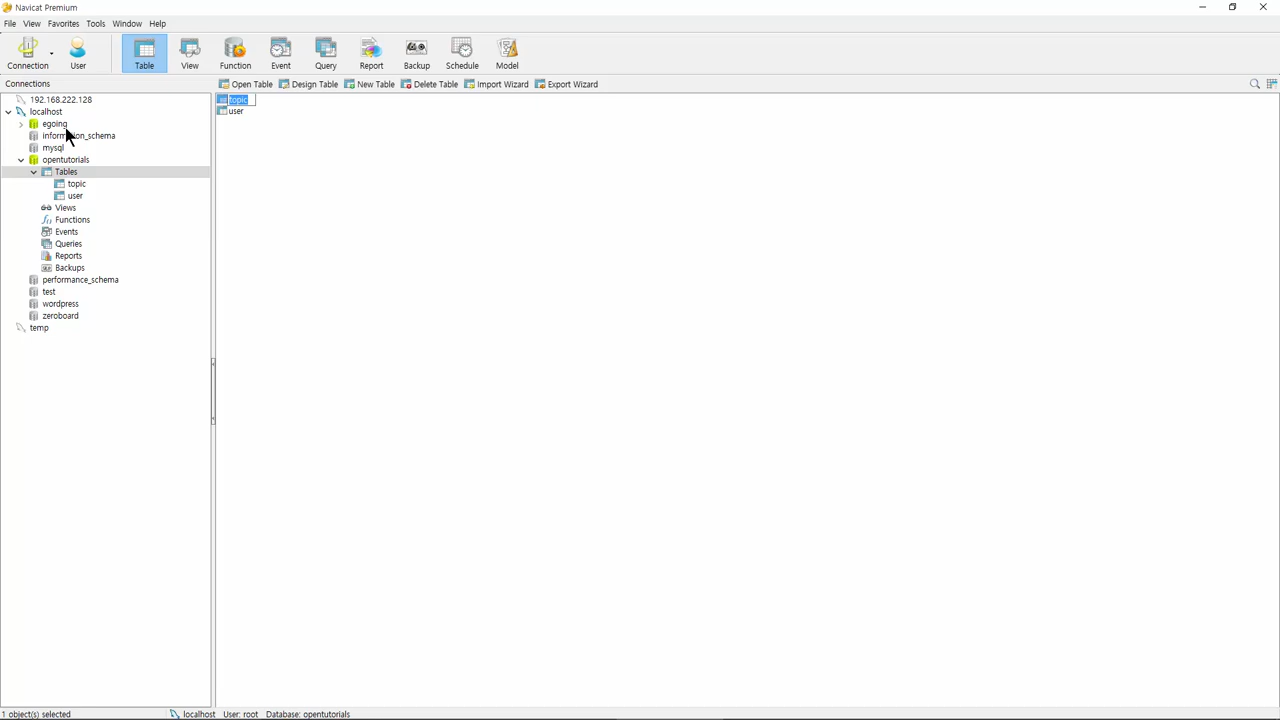 Navicat Premium
File View Favorites Tools Window Help
Connection User Table View Function Event Query Report Backup Schedule Model
Connections
Open Table Design Table New Table Delete Table Import Wizard Export Wizard
192.168.222.128
localhost
egoing
information_schema
mysql
opentutorials
Tables
topic
user
Views
Functions
Events
Queries
Reports
Backups
performance_schema
test
wordpress
zeroboard
temp
topic
user
1 object(s) selected
localhost User: root Database: opentutorials